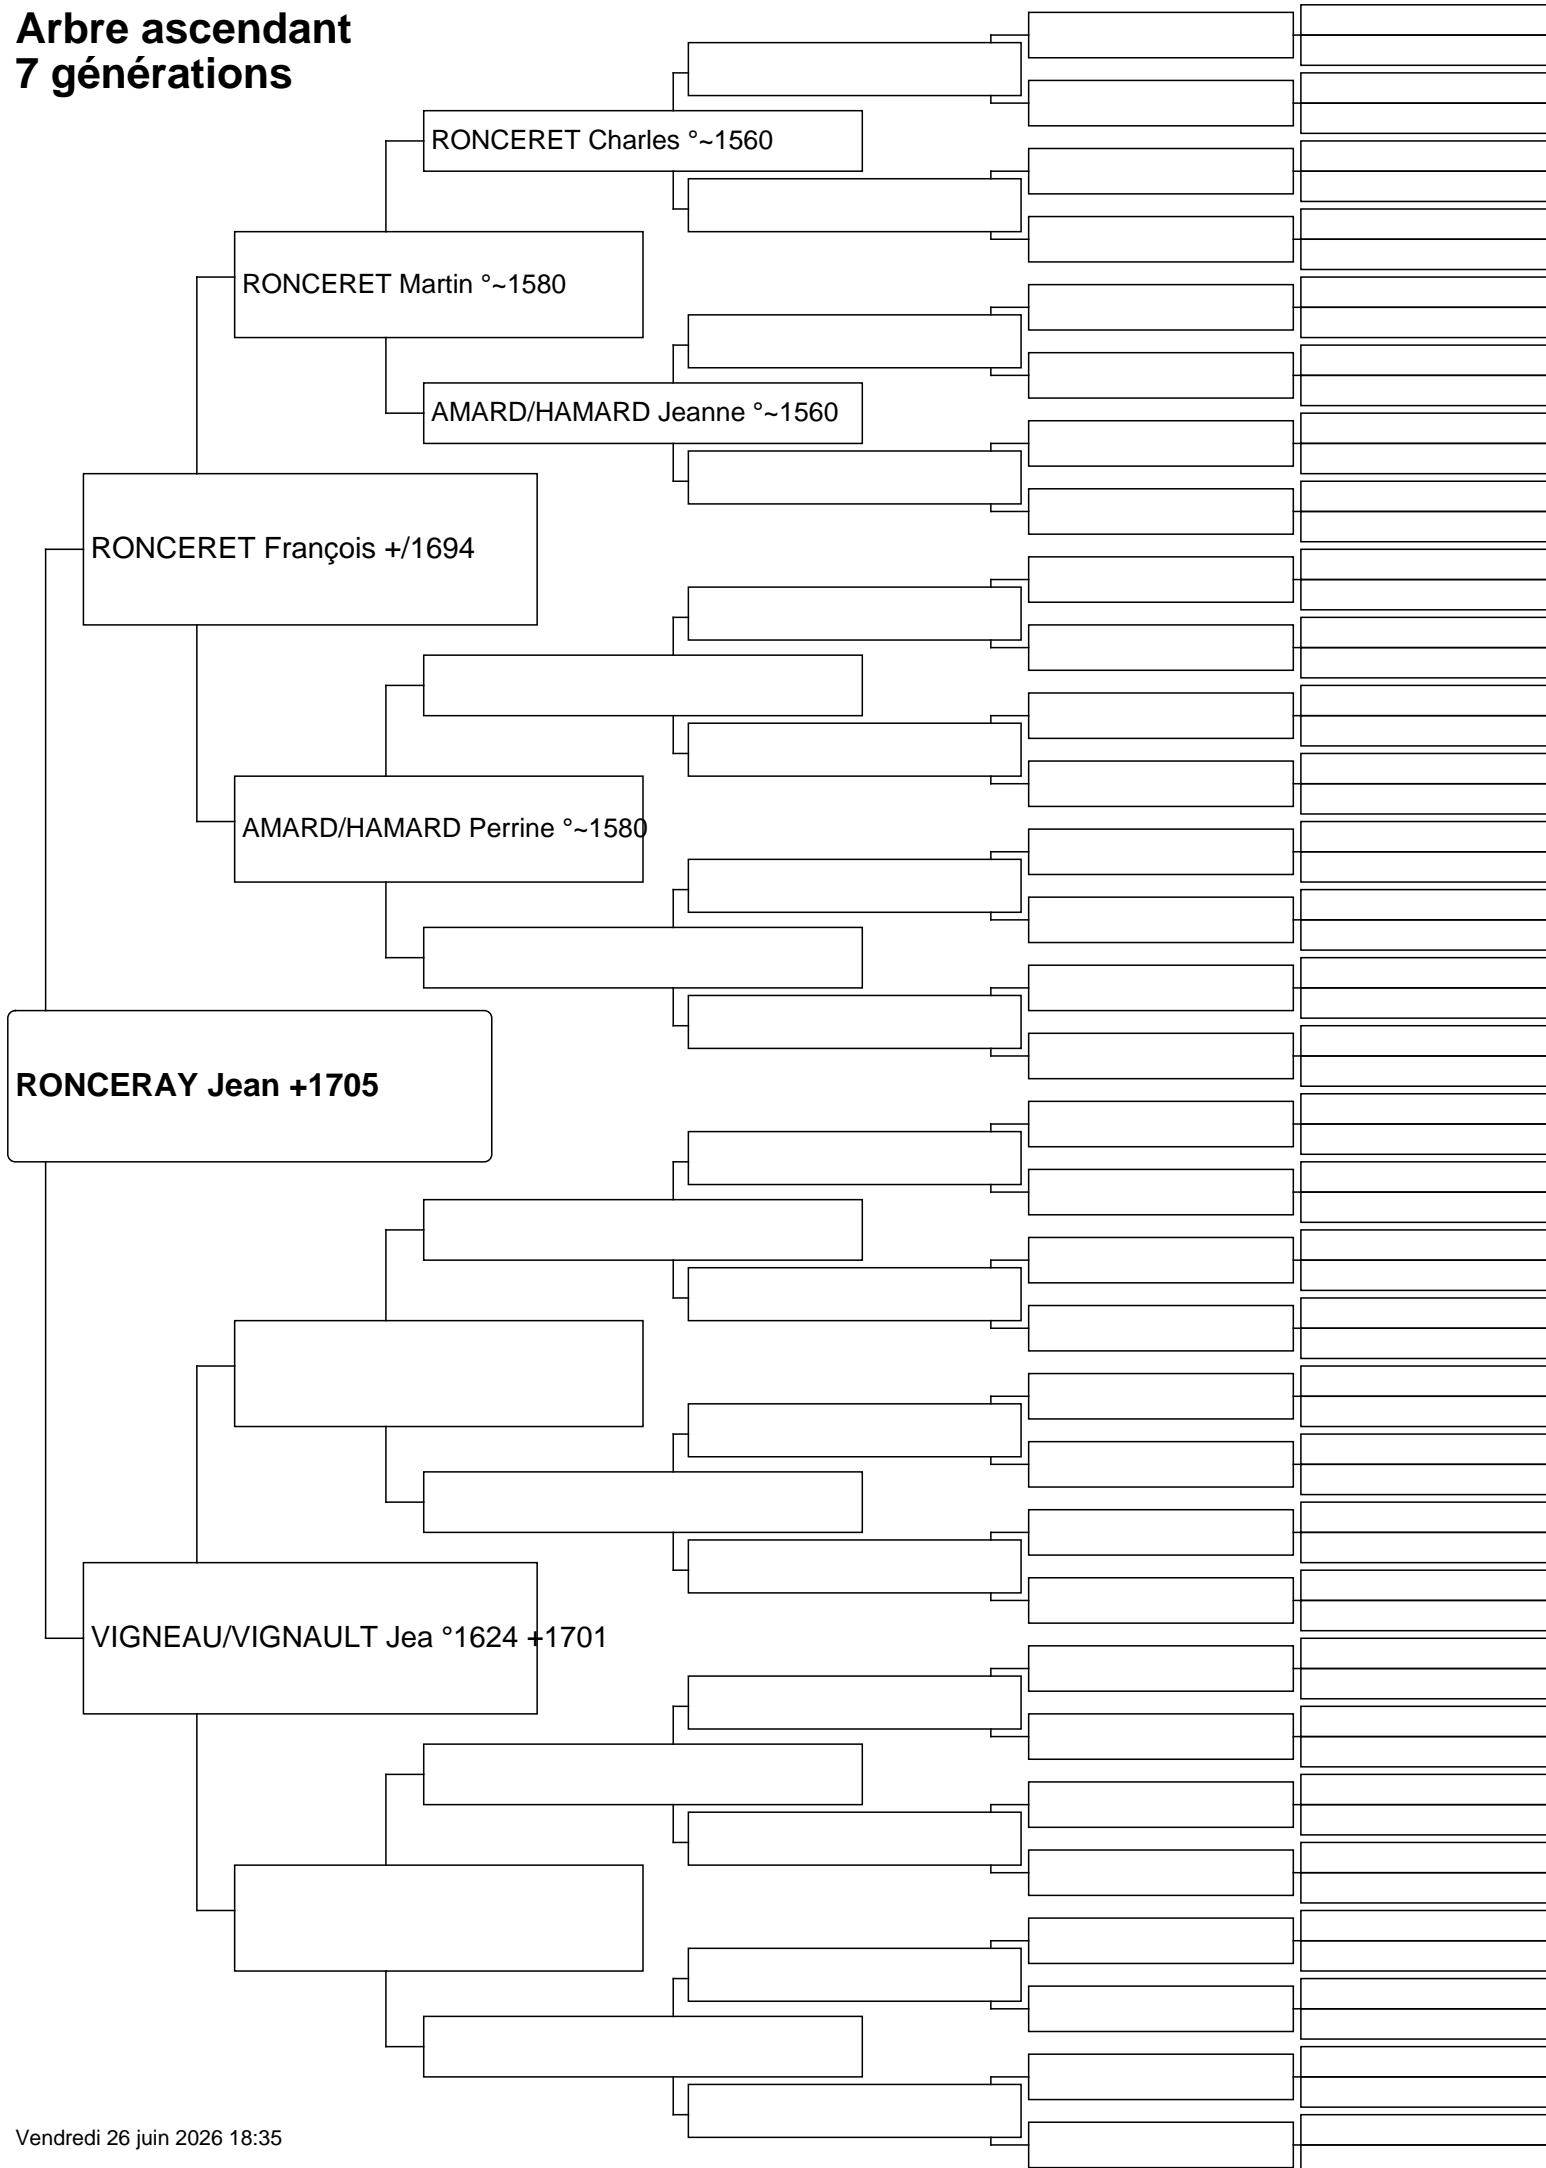 Arbre ascendant
7 générations
RONCERET Charles °~1560
RONCERET Martin °~1580
AMARD/HAMARD Jeanne °~1560
RONCERET François +/1694
AMARD/HAMARD Perrine °~1580
RONCERAY Jean +1705
VIGNEAU/VIGNAULT Jea °1624 +1701
Vendredi 26 juin 2026 18:35